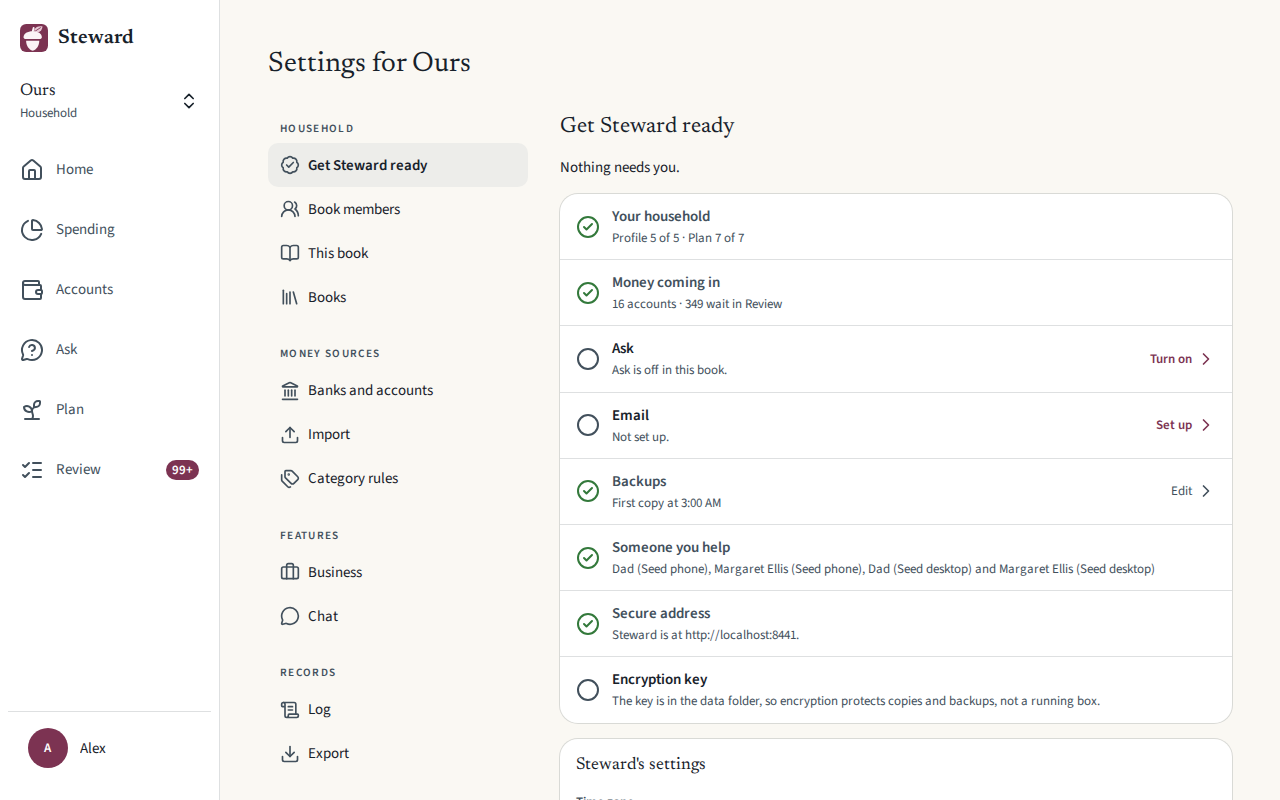 Steward
Ours
Household
Home
Spending
Accounts
Ask
Plan
Review
99+
A
Alex
Settings for Ours
HOUSEHOLD
Get Steward ready
Book members
This book
Books
MONEY SOURCES
Banks and accounts
Import
Category rules
FEATURES
Business
Chat
RECORDS
Log
Export
Get Steward ready
Nothing needs you.
Your household
Profile 5 of 5 · Plan 7 of 7
Money coming in
16 accounts · 349 wait in Review
Ask
Ask is off in this book.
Turn on
Email
Not set up.
Set up
Backups
First copy at 3:00 AM
Edit
Someone you help
Dad (Seed phone), Margaret Ellis (Seed phone), Dad (Seed desktop) and Margaret Ellis (Seed desktop)
Secure address
Steward is at http://localhost:8441.
Encryption key
The key is in the data folder, so encryption protects copies and backups, not a running box.
Steward's settings